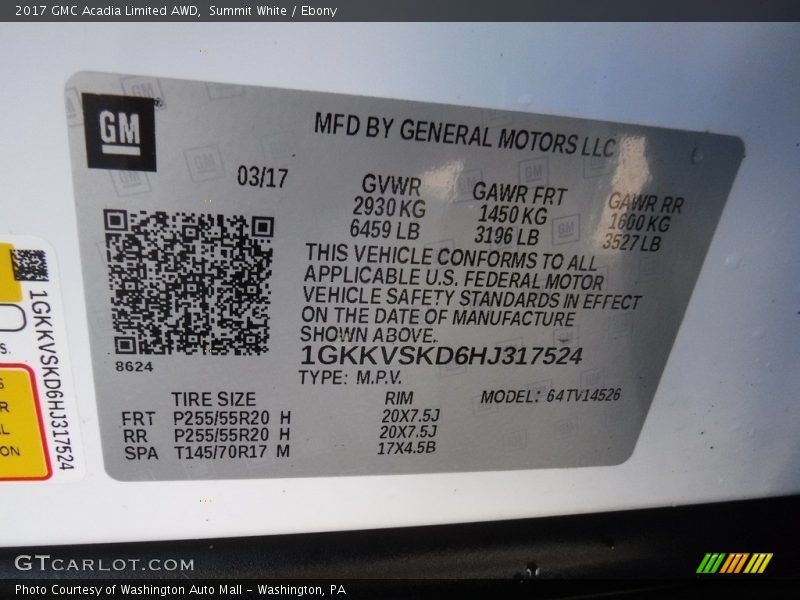 2017 GMC Acadia Limited AWD,  Summit White / Ebony
GM
MFD BY GENERAL MOTORS LLC
03/17
GVWR
2930 KG
6459 LB
GAWR FRT
1450 KG
3196 LB
GAWR RR
1600 KG
3527 LB
THIS VEHICLE CONFORMS TO ALL
APPLICABLE U.S. FEDERAL MOTOR
VEHICLE SAFETY STANDARDS IN EFFECT
ON THE DATE OF MANUFACTURE
SHOWN ABOVE.
1GKKVSKD6HJ317524
TYPE: M.P.V.
8624
TIRE SIZE RIM MODEL: 64TV14526
FRT P255/55R20 H 20X7.5J
RR P255/55R20 H 20X7.5J
SPA T145/70R17 M 17X4.5B
1GKKVSKD6HJ317524
GTCARLOT.COM
Photo Courtesy of Washington Auto Mall - Washington, PA